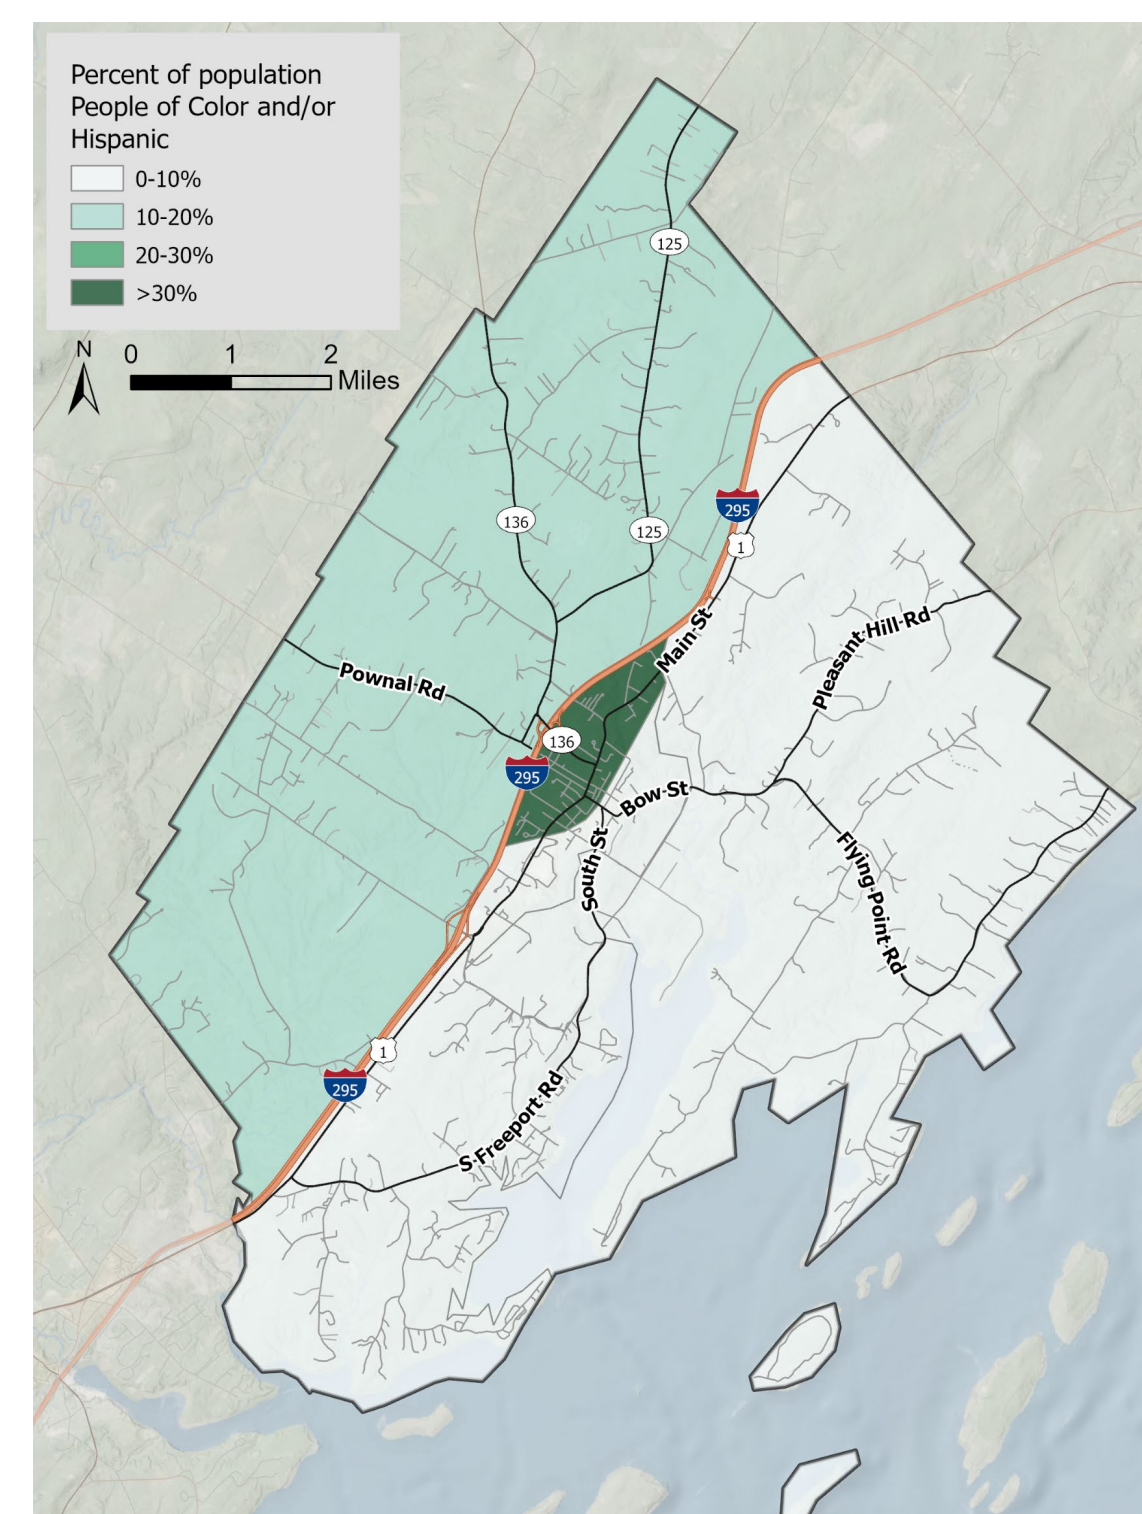 Percent of population
People of Color and/or
Hispanic
0-10%
10-20%
20-30%
>30%
N
0 1 2
Miles
125
136
125
295
1
Main St
Pleasant Hill Rd
Pownal Rd
136
295
Bow St
South St
Flying Point Rd
1
295
S Freeport Rd